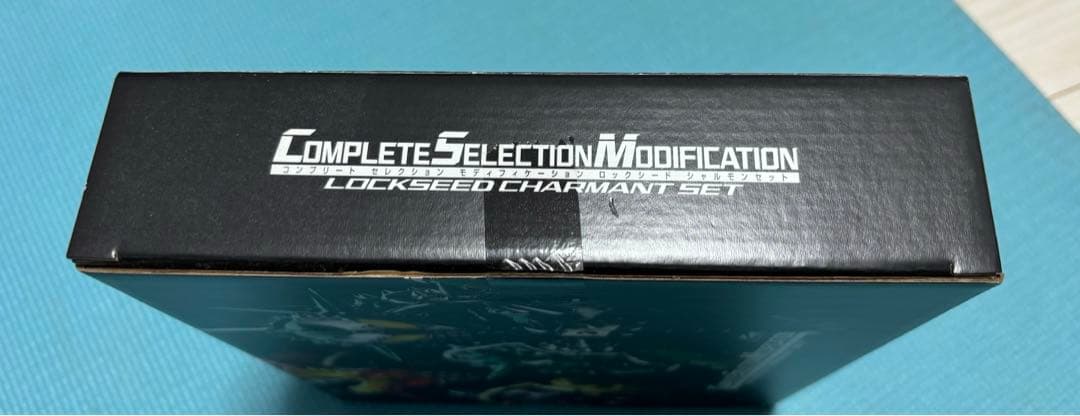 COMPLETE SELECTION MODIFICATION
コンプリート セレクション モディフィケーション ロックシード シャルモンセット
LOCKSEED CHARMANT SET